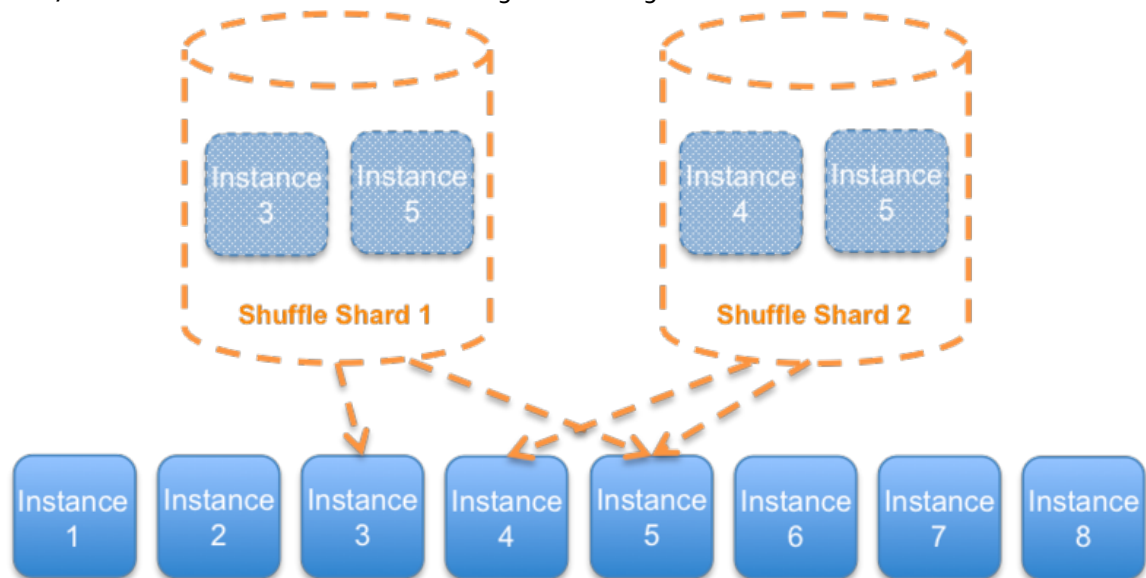 Instance Instance
3 5
Instance Instance
4 5
Shuffle Shard 1
Shuffle Shard 2
Instance Instance Instance Instance Instance Instance Instance Instance
1 2 3 4 5 6 7 8